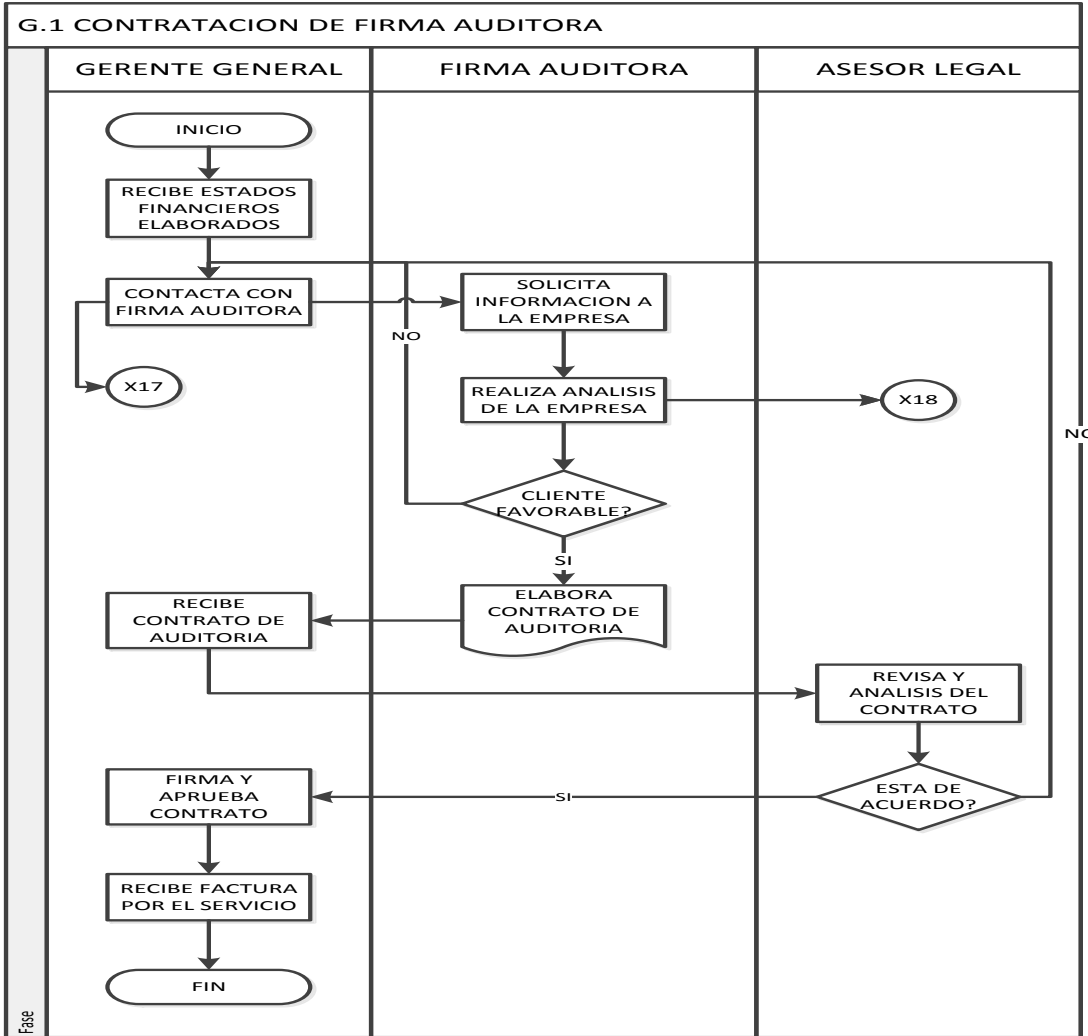 G.1 CONTRATACION DE FIRMA AUDITORA
GERENTE GENERAL
FIRMA AUDITORA
ASESOR LEGAL
INICIO
RECIBE ESTADOS
FINANCIEROS
ELABORADOS
CONTACTA CON
FIRMA AUDITORA
SOLICITA
INFORMACION A
LA EMPRESA
NO
X17
REALIZA ANALISIS
DE LA EMPRESA
X18
NO
CLIENTE
FAVORABLE?
SI
ELABORA
CONTRATO DE
AUDITORIA
RECIBE
CONTRATO DE
AUDITORIA
REVISA Y
ANALISIS DEL
CONTRATO
ESTA DE
ACUERDO?
SI
FIRMA Y
APRUEBA
CONTRATO
RECIBE FACTURA
POR EL SERVICIO
FIN
Fase